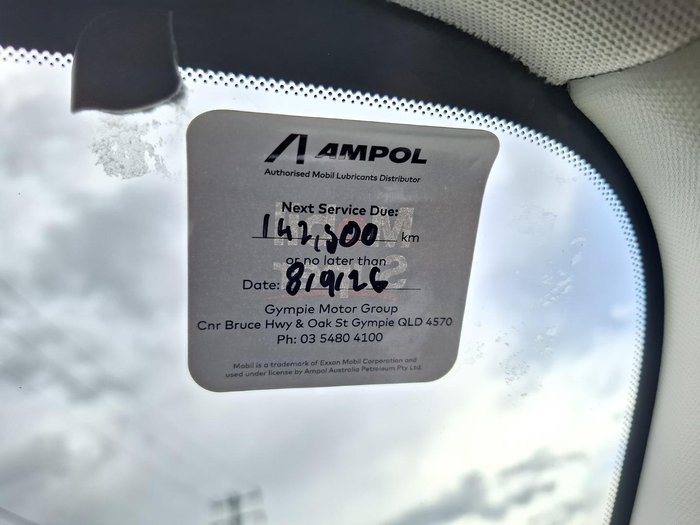 AMPOL
Authorised Mobil Lubricants Distributor
Next Service Due:
142,500 km
or no later than
Date: 8/9/26
Gympie Motor Group
Cnr Bruce Hwy & Oak St Gympie QLD 4570
Ph: 03 5480 4100
Mobil is a trademark of Exxon Mobil Corporation and
used under license by Ampol Australia Petroleum Pty Ltd.